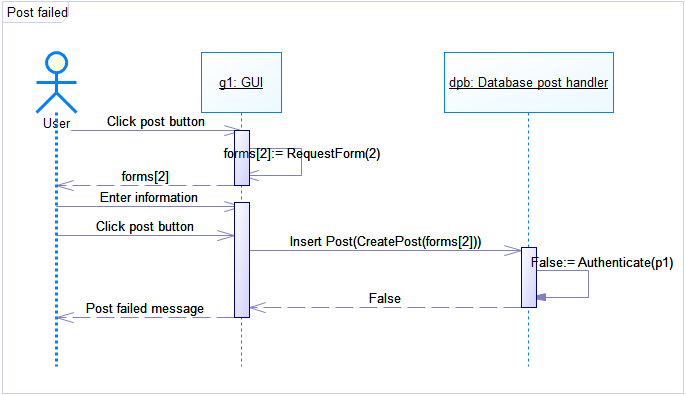 Post failed
g1: GUI
dpb: Database post handler
User
Click post button
forms[2]:= RequestForm(2)
forms[2]
Enter information
Click post button
Insert Post(CreatePost(forms[2]))
False:= Authenticate(p1)
False
Post failed message